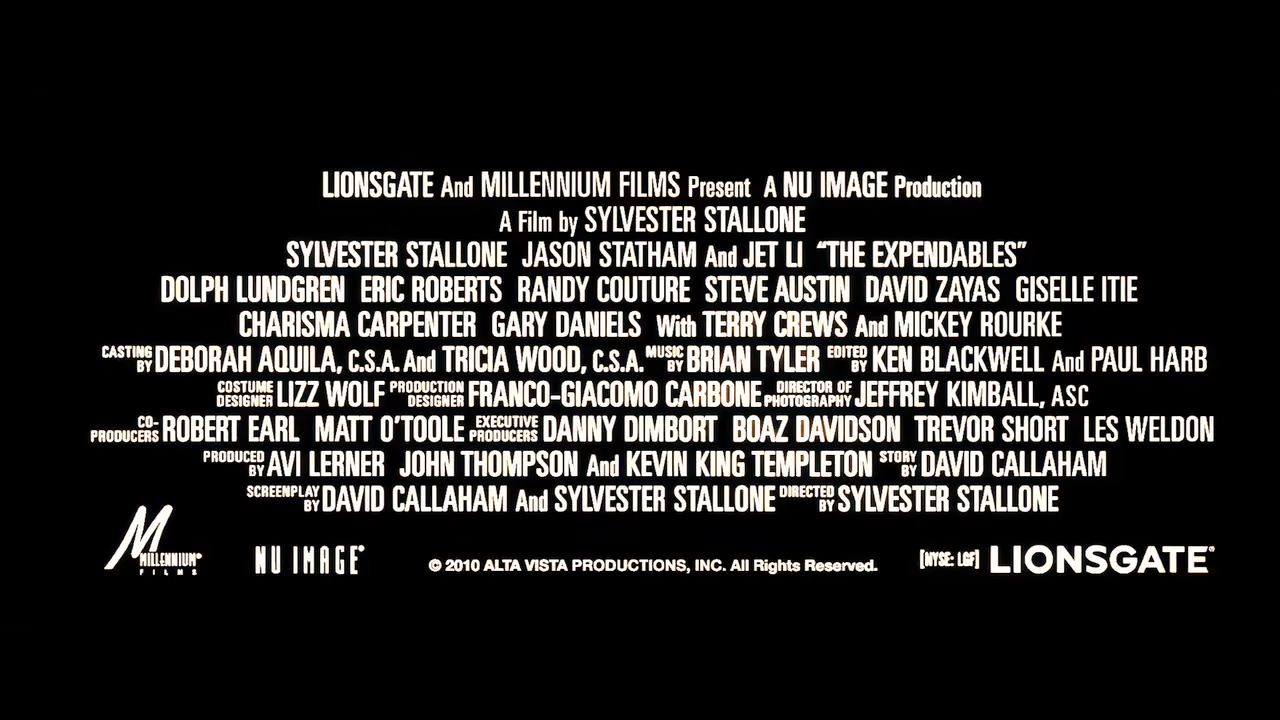 LIONSGATE And MILLENNIUM FILMS Present A NU IMAGE Production
A Film by SYLVESTER STALLONE
SYLVESTER STALLONE JASON STATHAM And JET LI “THE EXPENDABLES”
DOLPH LUNDGREN ERIC ROBERTS RANDY COUTURE STEVE AUSTIN DAVID ZAYAS GISELLE ITIE
CHARISMA CARPENTER GARY DANIELS With TERRY CREWS And MICKEY ROURKE
CASTING BY DEBORAH AQUILA, C.S.A. And TRICIA WOOD, C.S.A. MUSIC BY BRIAN TYLER EDITED BY KEN BLACKWELL And PAUL HARB
COSTUME DESIGNER LIZZ WOLF PRODUCTION DESIGNER FRANCO-GIACOMO CARBONE DIRECTOR OF PHOTOGRAPHY JEFFREY KIMBALL, ASC
CO-PRODUCERS ROBERT EARL MATT O'TOOLE EXECUTIVE PRODUCERS DANNY DIMBORT BOAZ DAVIDSON TREVOR SHORT LES WELDON
PRODUCED BY AVI LERNER JOHN THOMPSON And KEVIN KING TEMPLETON STORY BY DAVID CALLAHAM
SCREENPLAY BY DAVID CALLAHAM And SYLVESTER STALLONE DIRECTED BY SYLVESTER STALLONE
M MILLENNIUM FILMS NU IMAGE © 2010 ALTA VISTA PRODUCTIONS, INC. All Rights Reserved. [NYSE: LGF] LIONSGATE